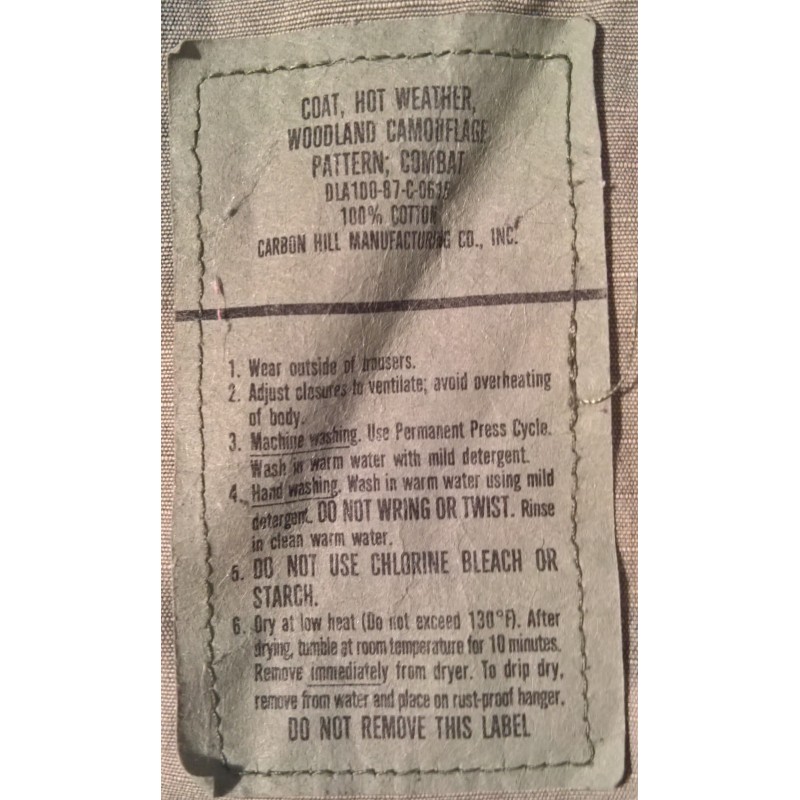 COAT, HOT WEATHER,
WOODLAND CAMOUFLAGE
PATTERN; COMBAT
100% COTTON
CARBON HILL MANUFACTURING CO., INC.
1. Wear outside of trousers.
2. Adjust closures to ventilate; avoid overheating
of body.
3. Machine washing. Use Permanent Press Cycle.
Wash in warm water with mild detergent.
4. Hand washing. Wash in warm water using mild
detergent. DO NOT WRING OR TWIST. Rinse
in clean warm water.
5. DO NOT USE CHLORINE BLEACH OR
STARCH.
6. Dry at low heat (Do not exceed 130°F). After
drying, tumble at room temperature for 10 minutes.
Remove immediately from dryer. To drip dry,
remove from water and place on rust-proof hanger.
DO NOT REMOVE THIS LABEL